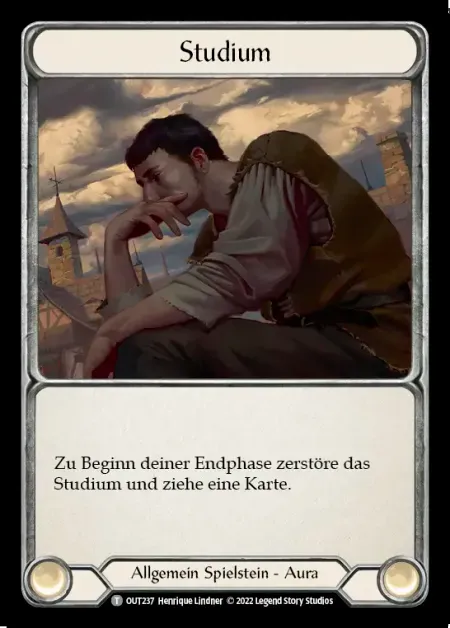 Studium
Zu Beginn deiner Endphase zerstöre das
Studium und ziehe eine Karte.
Allgemein Spielstein - Aura
T OUT237 Henrique Lindner © 2022 Legend Story Studios